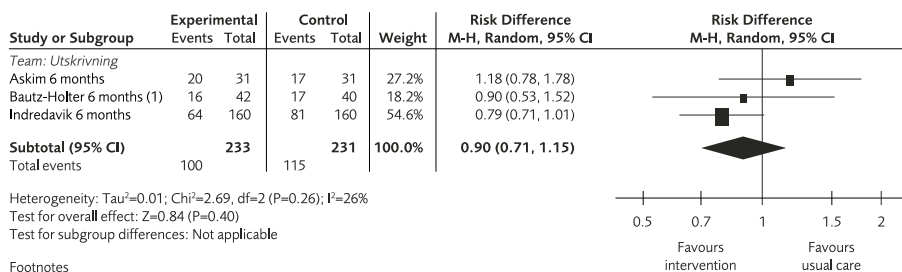 Experimental Control Risk Difference Risk Difference
Study or Subgroup Events Total Events Total Weight M-H, Random, 95% CI M-H, Random, 95% CI
Team: Utskrivning
Askim 6 months 20 31 17 31 27.2% 1.18 (0.78, 1.78)
Bautz-Holter 6 months (1) 16 42 17 40 18.2% 0.90 (0.53, 1.52)
Indredavik 6 months 64 160 81 160 54.6% 0.79 (0.71, 1.01)
Subtotal (95% CI) 233 231 100.0% 0.90 (0.71, 1.15)
Total events 100 115
Heterogeneity: Tau²=0.01; Chi²=2.69, df=2 (P=0.26); I²=26%
Test for overall effect: Z=0.84 (P=0.40)
Test for subgroup differences: Not applicable
0.5 0.7 1 1.5 2
Favours intervention Favours usual care
Footnotes